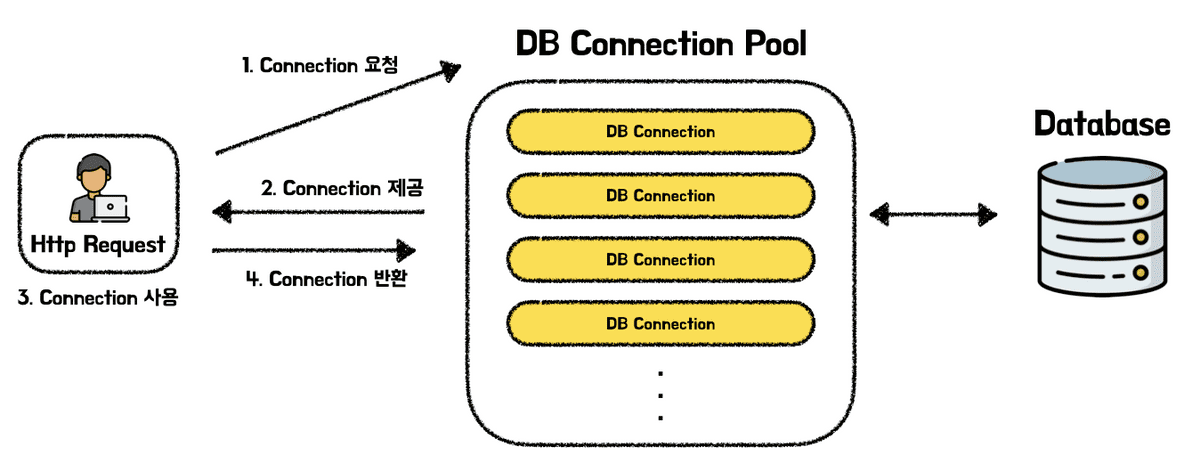 DB Connection Pool
1. Connection 요청
DB Connection
Database
DB Connection
2. Connection 제공
Http Request
DB Connection
4. Connection 반환
3. Connection 사용
DB Connection